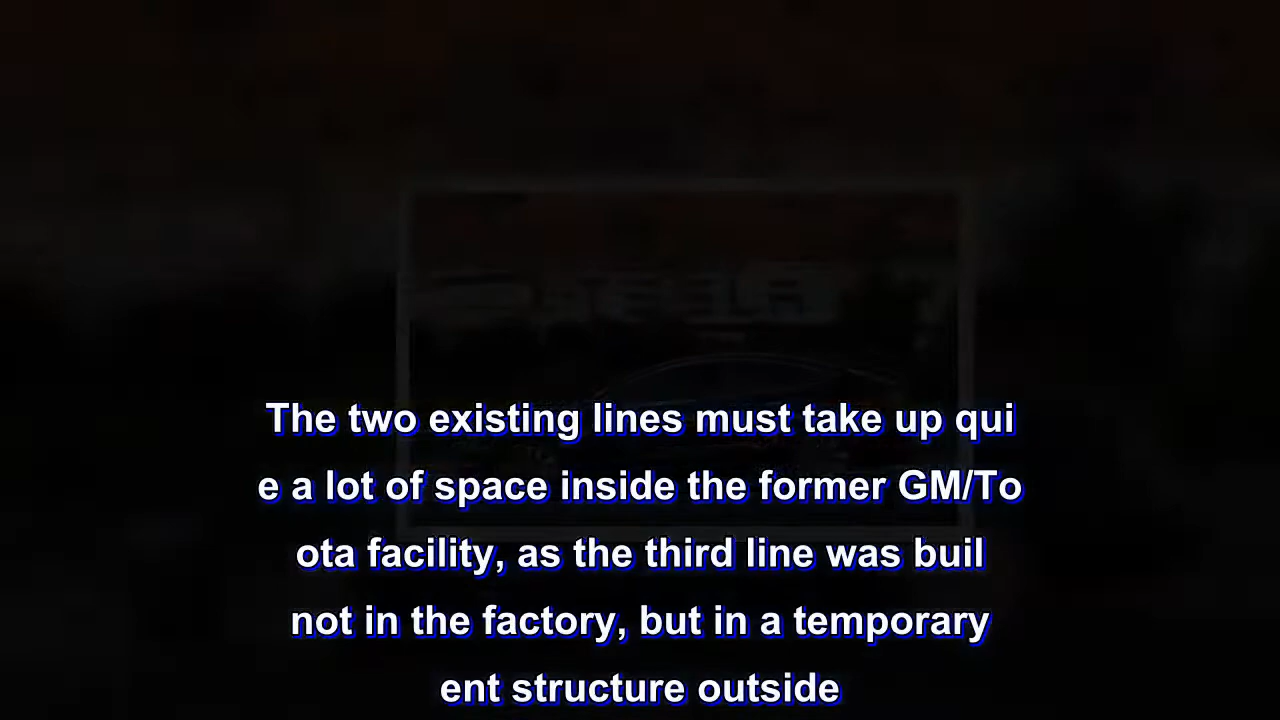 The two existing lines must take up qui
e a lot of space inside the former GM/To
ota facility, as the third line was buil
not in the factory, but in a temporary
ent structure outside